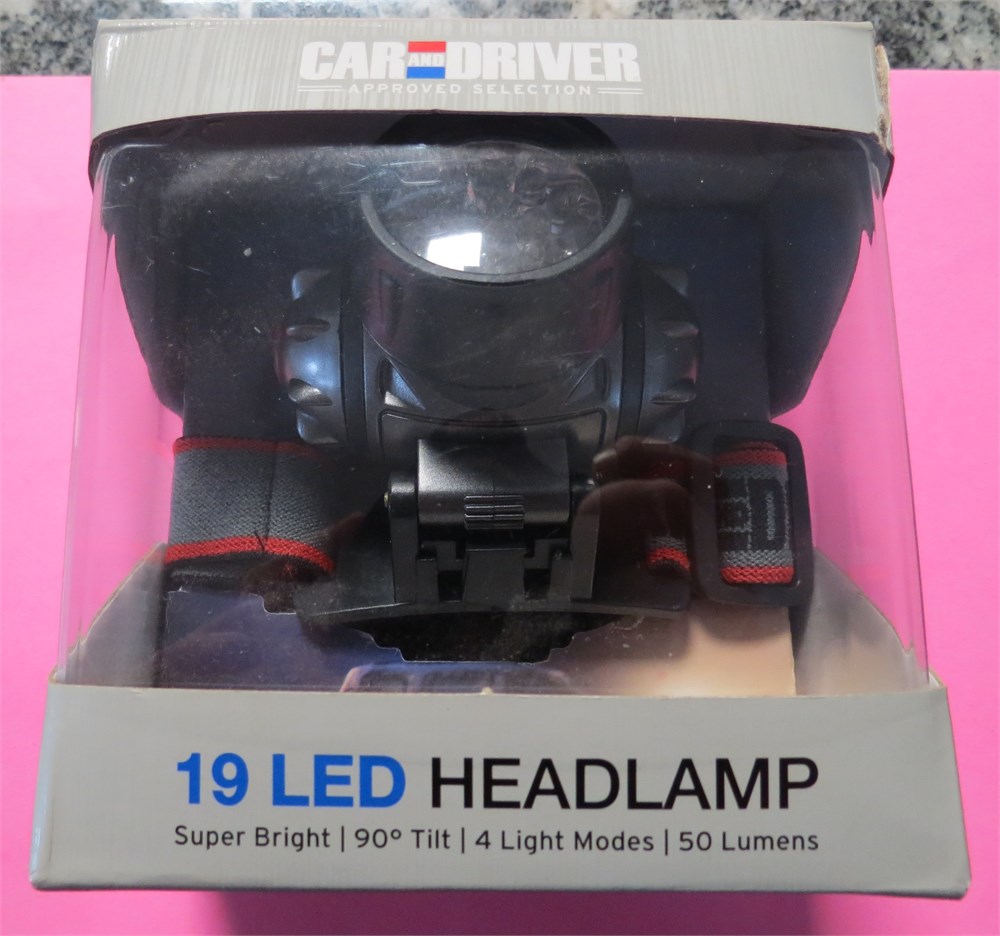 CAR AND DRIVER
APPROVED SELECTION
19 LED HEADLAMP
Super Bright | 90° Tilt | 4 Light Modes | 50 Lumens